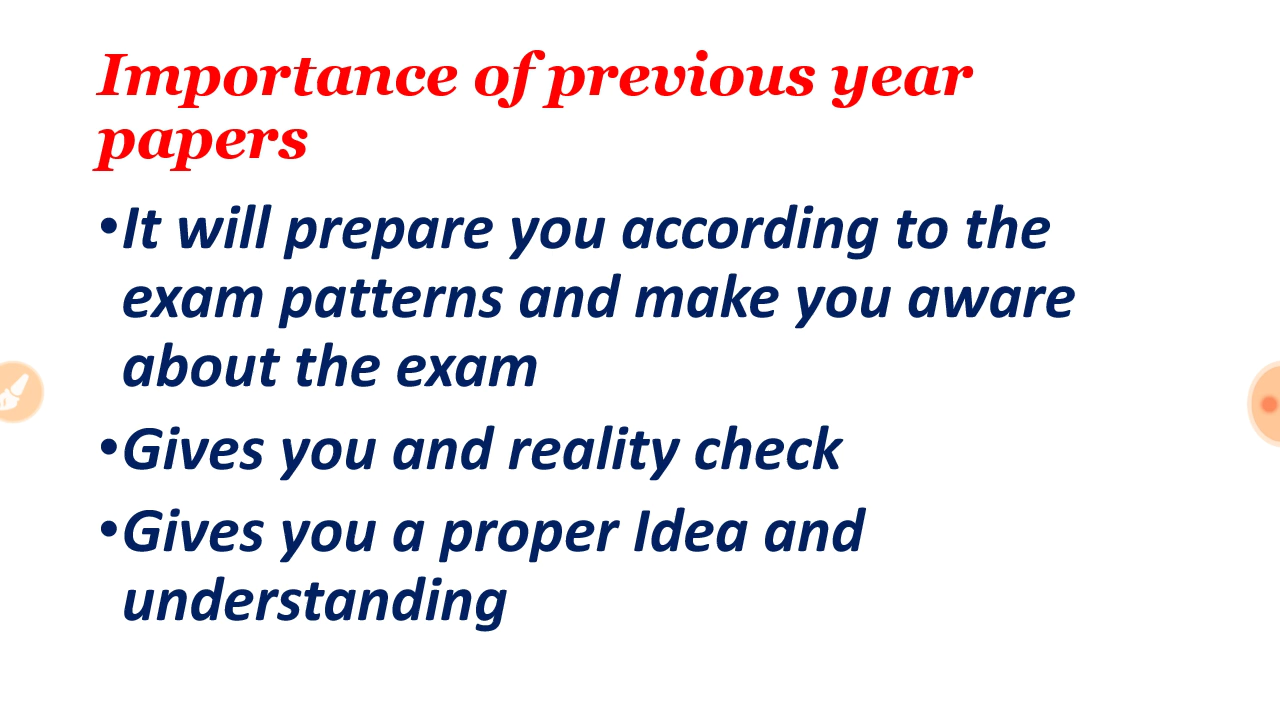 Importance of previous year
papers
•It will prepare you according to the
exam patterns and make you aware
about the exam
•Gives you and reality check
•Gives you a proper Idea and
understanding